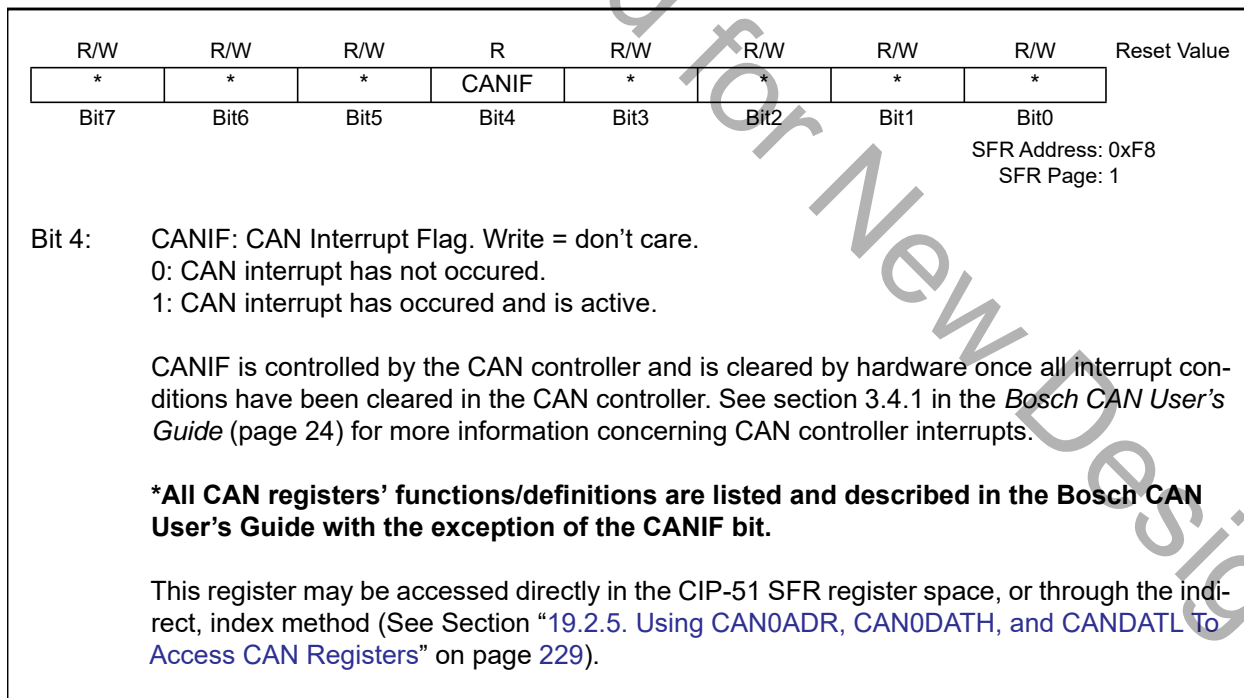 R/W R/W R/W R R/W R/W R/W R/W Reset Value
* * * CANIF * * * *
Bit7 Bit6 Bit5 Bit4 Bit3 Bit2 Bit1 Bit0
SFR Address: 0xF8
SFR Page: 1
Bit 4: CANIF: CAN Interrupt Flag. Write = don’t care.
0: CAN interrupt has not occured.
1: CAN interrupt has occured and is active.
CANIF is controlled by the CAN controller and is cleared by hardware once all interrupt con-
ditions have been cleared in the CAN controller. See section 3.4.1 in the Bosch CAN User’s
Guide (page 24) for more information concerning CAN controller interrupts.
*All CAN registers’ functions/definitions are listed and described in the Bosch CAN
User’s Guide with the exception of the CANIF bit.
This register may be accessed directly in the CIP-51 SFR register space, or through the indi-
rect, index method (See Section “19.2.5. Using CAN0ADR, CAN0DATH, and CANDATL To
Access CAN Registers” on page 229).
for New Desig